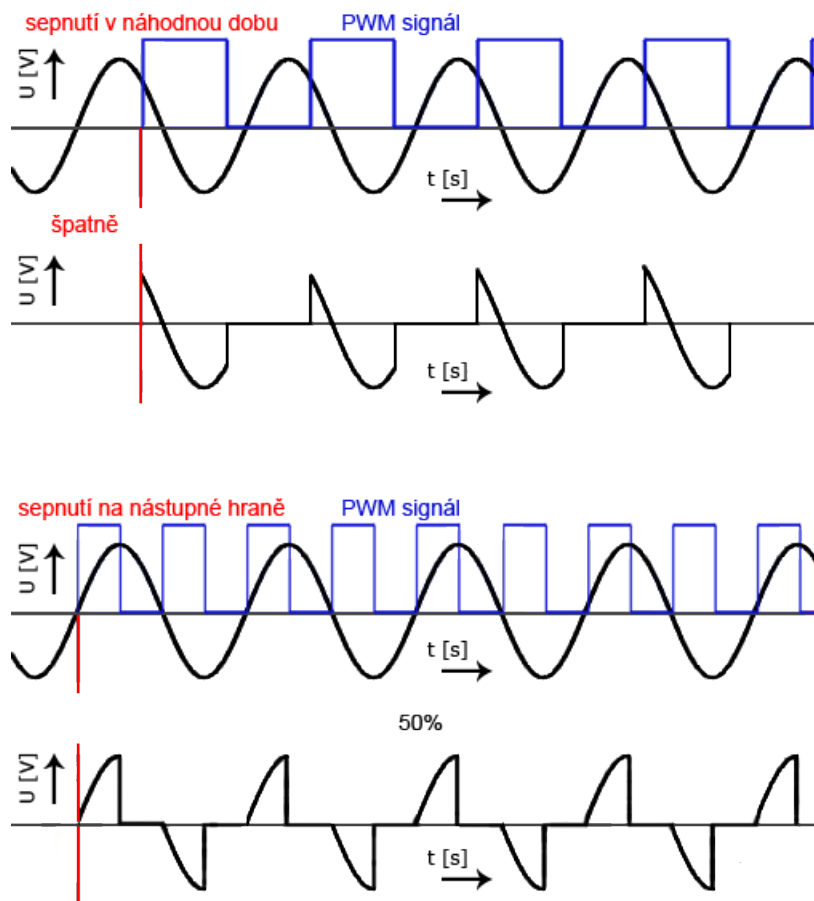 sepnutí v náhodnou dobu PWM signál
U [V]
t [s]
špatně
U [V]
t [s]
sepnutí na nástupné hraně PWM signál
U [V]
t [s]
50%
U [V]
t [s]